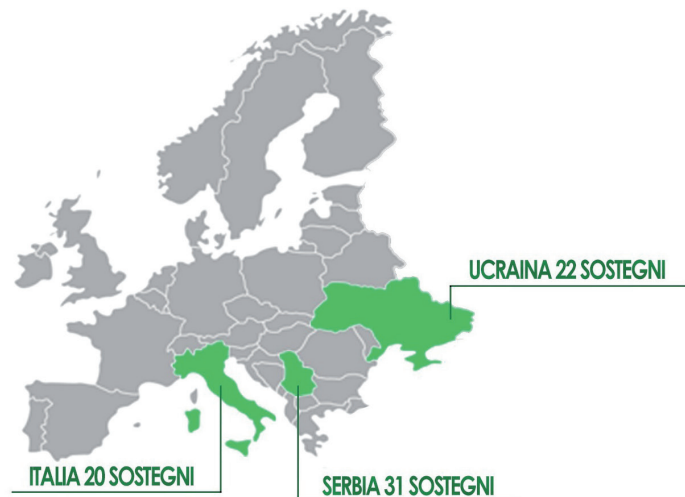 UCRAINA 22 SOSTEGNI
ITALIA 20 SOSTEGNI
SERBIA 31 SOSTEGNI